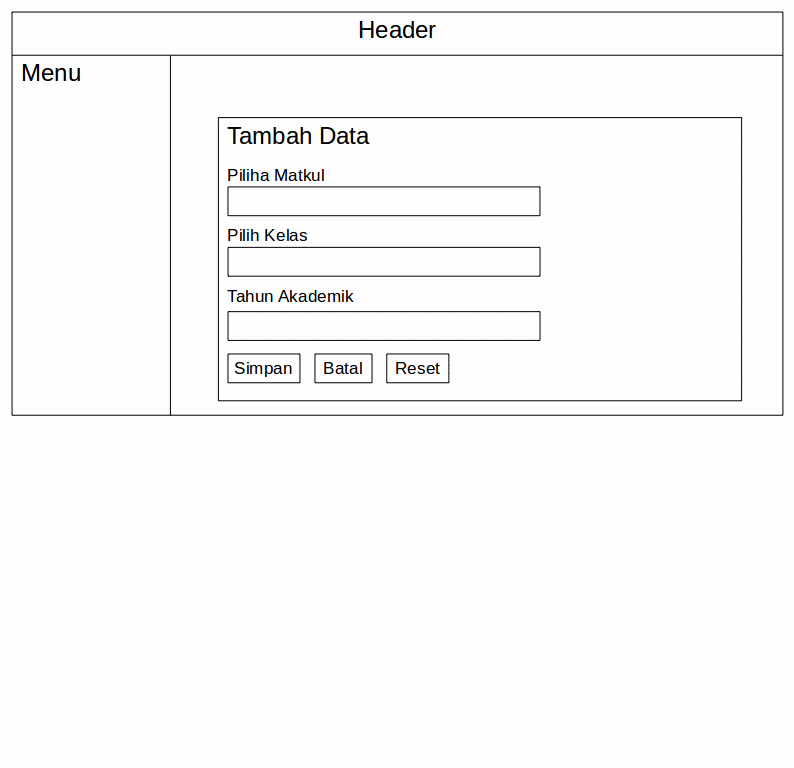 Header
Menu
Tambah Data
Piliha Matkul
Pilih Kelas
Tahun Akademik
Simpan Batal Reset